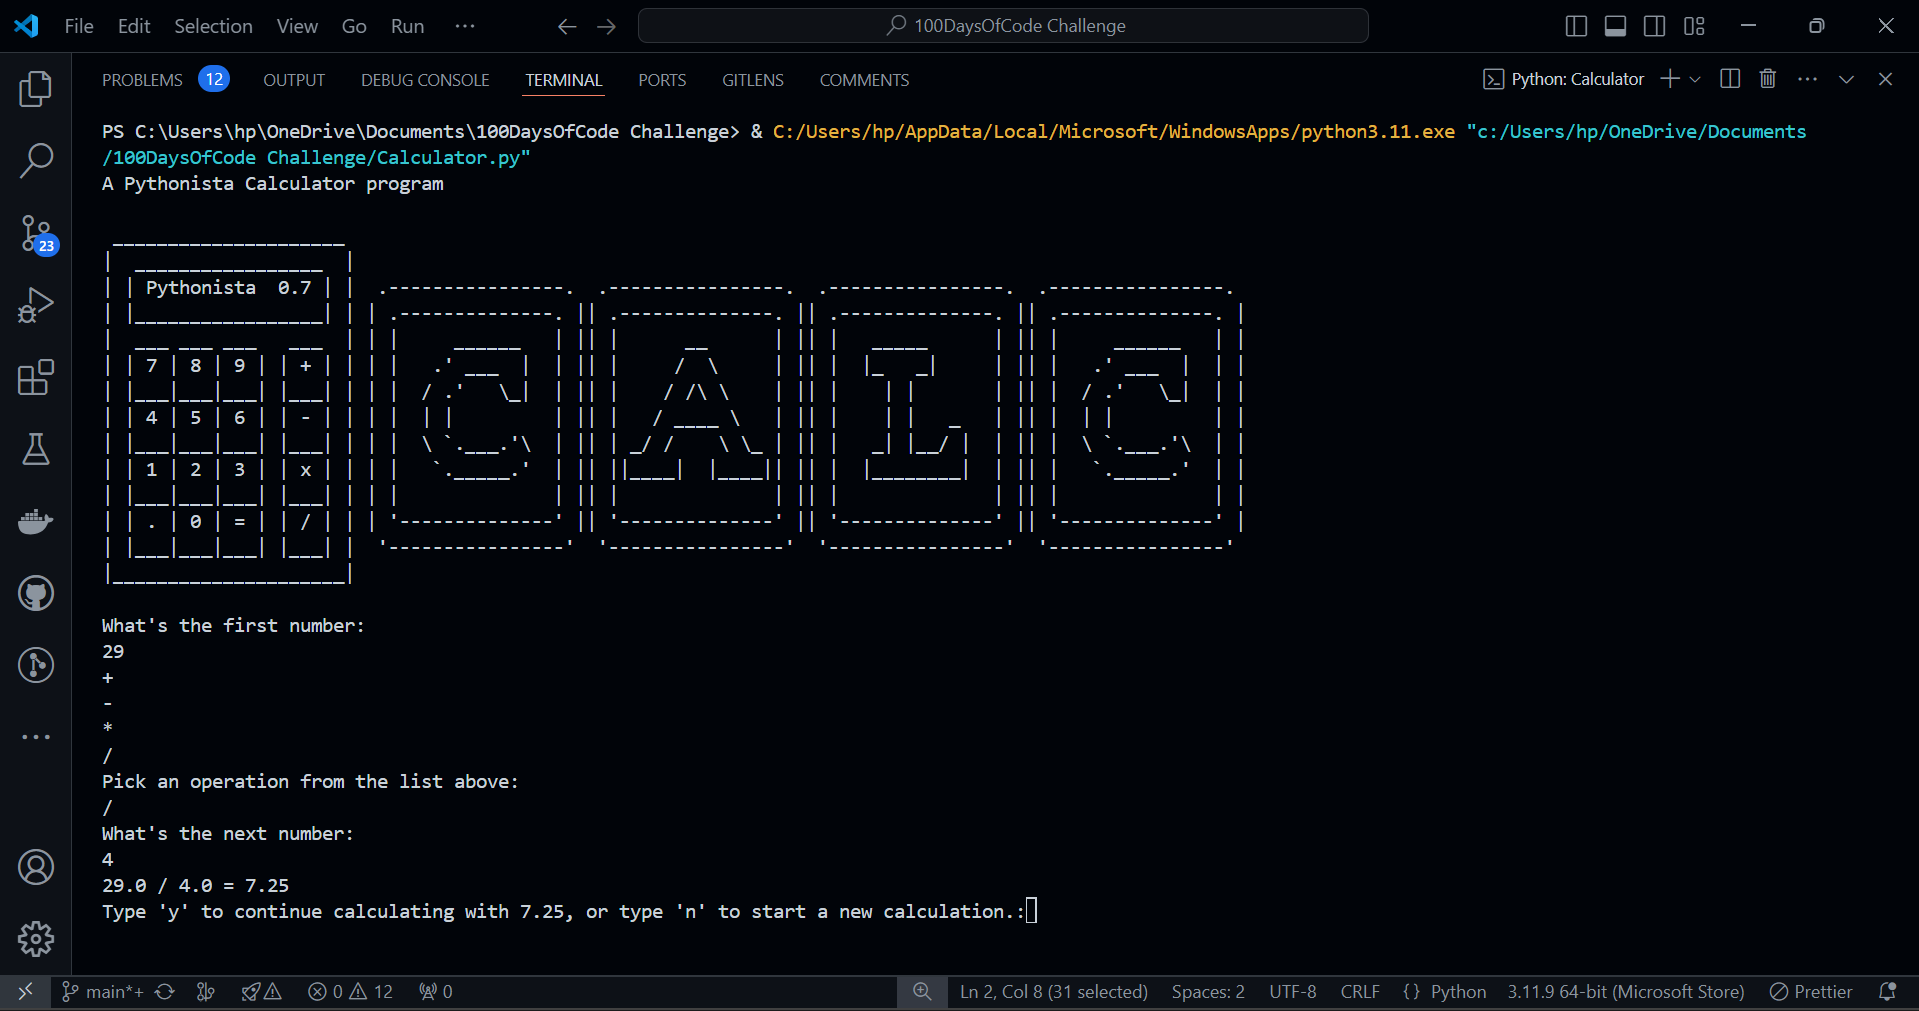 File Edit Selection View Go Run ··· 100DaysOfCode Challenge
PROBLEMS 12 OUTPUT DEBUG CONSOLE TERMINAL PORTS GITLENS COMMENTS Python: Calculator
PS C:\Users\hp\OneDrive\Documents\100DaysOfCode Challenge> & C:/Users/hp/AppData/Local/Microsoft/WindowsApps/python3.11.exe "c:/Users/hp/OneDrive/Documents
/100DaysOfCode Challenge/Calculator.py"
A Pythonista Calculator program
Pythonista 0.7
CALC
7 8 9 +
4 5 6 -
1 2 3 x
. 0 = /
What's the first number:
29
+
-
*
/
Pick an operation from the list above:
/
What's the next number:
4
29.0 / 4.0 = 7.25
Type 'y' to continue calculating with 7.25, or type 'n' to start a new calculation.:
23
main*+ 0 12 0 Ln 2, Col 8 (31 selected) Spaces: 2 UTF-8 CRLF {} Python 3.11.9 64-bit (Microsoft Store) Prettier